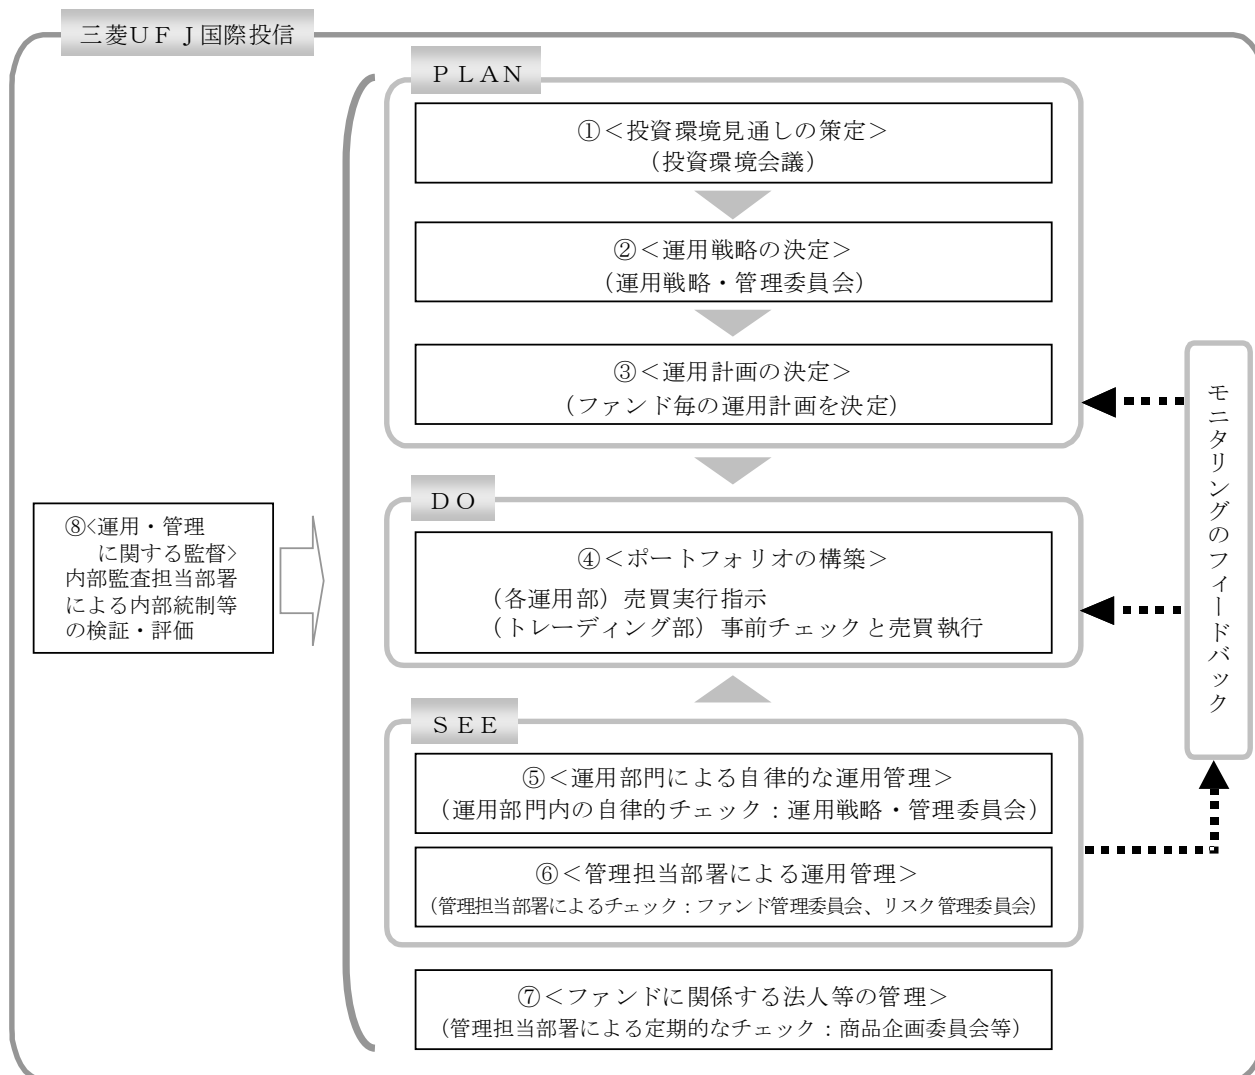 三菱UFJ国際投信
PLAN
①<投資環境見通しの策定>
(投資環境会議)
②<運用戦略の決定>
(運用戦略・管理委員会)
③<運用計画の決定>
(ファンド毎の運用計画を決定)
DO
④<ポートフォリオの構築>
(各運用部)売買実行指示
(トレーディング部)事前チェックと売買執行
SEE
⑤<運用部門による自律的な運用管理>
(運用部門内の自律的チェック:運用戦略・管理委員会)
⑥<管理担当部署による運用管理>
(管理担当部署によるチェック:ファンド管理委員会、リスク管理委員会)
⑦<ファンドに関係する法人等の管理>
(管理担当部署による定期的なチェック:商品企画委員会等)
⑧<運用・管理
に関する監督>
内部監査担当部署
による内部統制等
の検証・評価
モニタリングのフィードバック